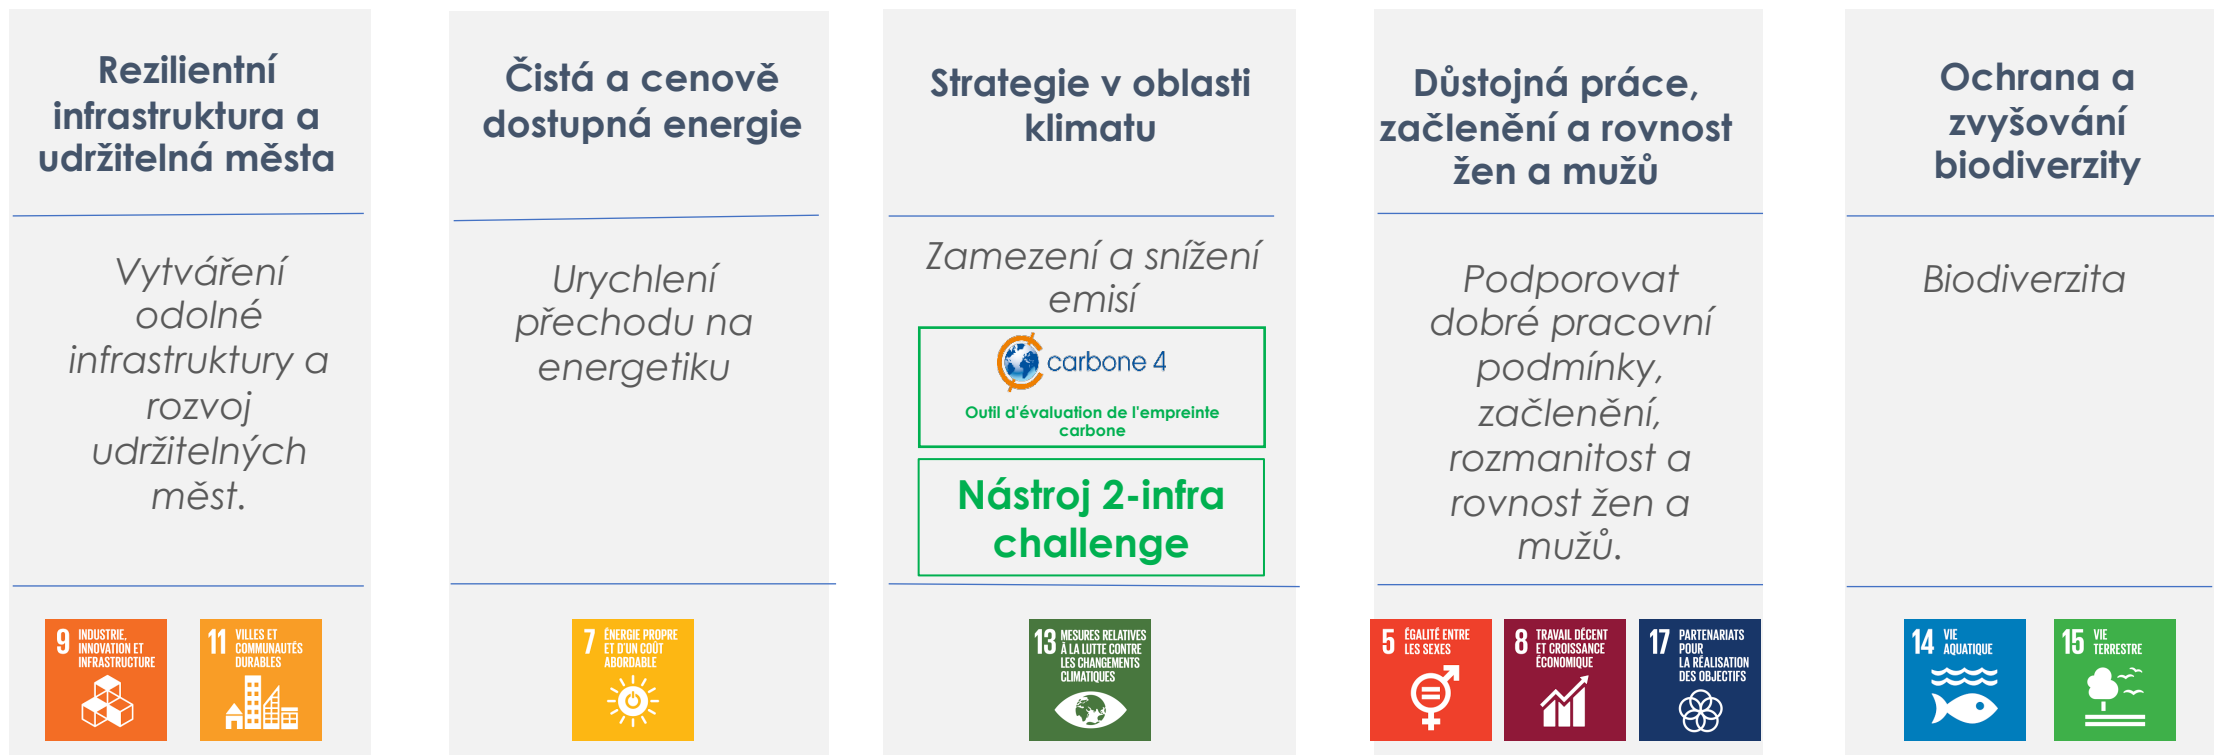 Rezilientní
infrastruktura a
udržitelná města
Vytváření
odolné
infrastruktury a
rozvoj
udržitelných
měst.
9 INDUSTRIE,
INNOVATION ET
INFRASTRUCTURE
11 VILLES ET
COMMUNAUTÉS
DURABLES
Čistá a cenově
dostupná energie
Urychlení
přechodu na
energetiku
7 ÉNERGIE PROPRE
ET D'UN COÛT
ABORDABLE
Strategie v oblasti
klimatu
Zamezení a snížení
emisí
carbone 4
Outil d'évaluation de l'empreinte
carbone
Nástroj 2-infra
challenge
13 MESURES RELATIVES
À LA LUTTE CONTRE
LES CHANGEMENTS
CLIMATIQUES
Důstojná práce,
začlenění a rovnost
žen a mužů
Podporovat
dobré pracovní
podmínky,
začlenění,
rozmanitost a
rovnost žen a
mužů.
5 ÉGALITÉ ENTRE
LES SEXES
8 TRAVAIL DÉCENT
ET CROISSANCE
ÉCONOMIQUE
17 PARTENARIATS
POUR
LA RÉALISATION
DES OBJECTIFS
Ochrana a
zvyšování
biodiverzity
Biodiverzita
14 VIE
AQUATIQUE
15 VIE
TERRESTRE